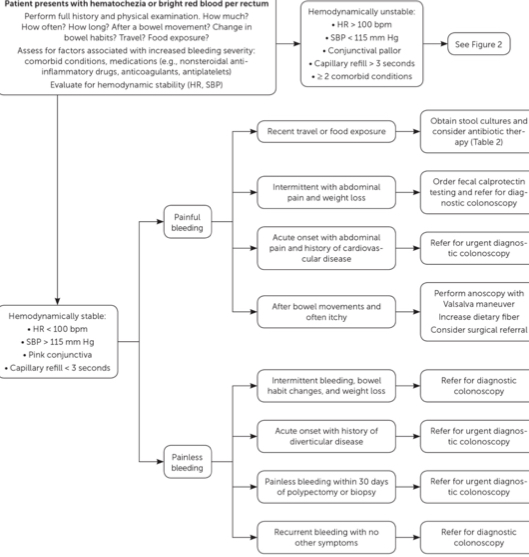 Patient presents with hematochezia or bright red blood per rectum
Perform full history and physical examination. How much?
How often? How long? After a bowel movement? Change in
bowel habits? Travel? Food exposure?
Assess for factors associated with increased bleeding severity:
comorbid conditions, medications (e.g., nonsteroidal anti-
inflammatory drugs, anticoagulants, antiplatelets)
Evaluate for hemodynamic stability (HR, SBP)
Hemodynamically unstable:
• HR > 100 bpm
• SBP < 115 mm Hg
• Conjunctival pallor
• Capillary refill > 3 seconds
• ≥ 2 comorbid conditions
See Figure 2
Hemodynamically stable:
• HR < 100 bpm
• SBP > 115 mm Hg
• Pink conjunctiva
• Capillary refill < 3 seconds
Painful
bleeding
Recent travel or food exposure
Obtain stool cultures and
consider antibiotic ther-
apy (Table 2)
Intermittent with abdominal
pain and weight loss
Order fecal calprotectin
testing and refer for diag-
nostic colonoscopy
Acute onset with abdominal
pain and history of cardiovas-
cular disease
Refer for urgent diagnos-
tic colonoscopy
After bowel movements and
often itchy
Perform anoscopy with
Valsalva maneuver
Increase dietary fiber
Consider surgical referral
Painless
bleeding
Intermittent bleeding, bowel
habit changes, and weight loss
Refer for diagnostic
colonoscopy
Acute onset with history of
diverticular disease
Refer for urgent diagnos-
tic colonoscopy
Painless bleeding within 30 days
of polypectomy or biopsy
Refer for urgent diagnos-
tic colonoscopy
Recurrent bleeding with no
other symptoms
Refer for diagnostic
colonoscopy